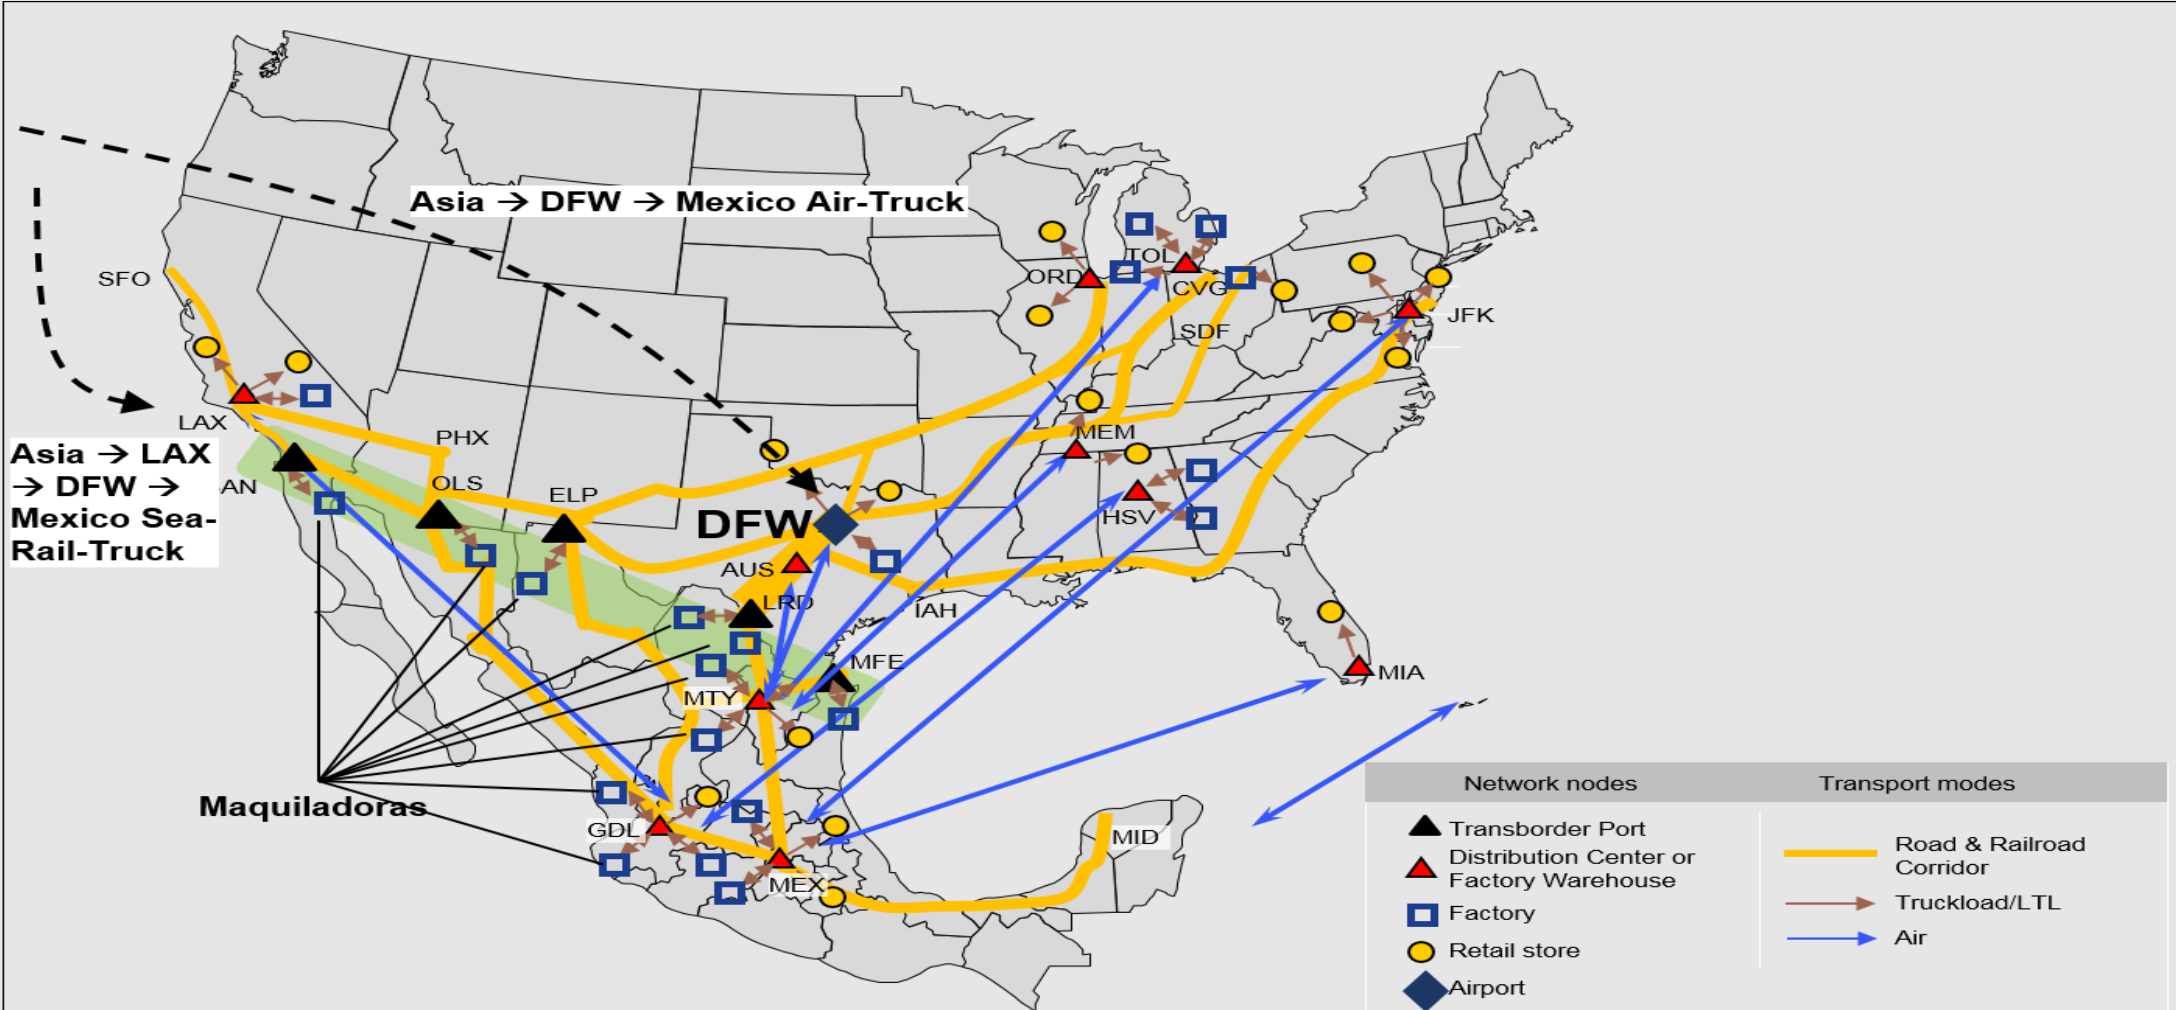 Asia → DFW → Mexico Air-Truck
SFO
ORD
TOL
CVG
SDF
JFK
LAX
PHX
MEM
Asia → LAX
→ DFW →
Mexico Sea-
Rail-Truck
AN
OLS
ELP
DFW
HSV
AUS
LRD
IAH
MFE
MIA
MTY
Maquiladoras
GDL
MEX
MID
Network nodes
Transborder Port
Distribution Center or
Factory Warehouse
Factory
Retail store
Airport
Transport modes
Road & Railroad
Corridor
Truckload/LTL
Air